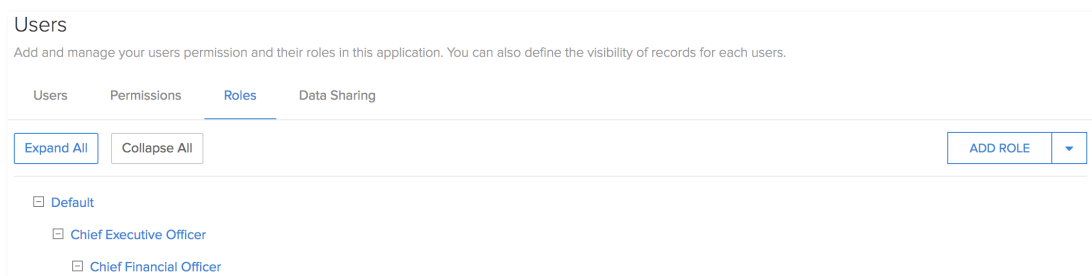 Users
Add and manage your users permission and their roles in this application. You can also define the visibility of records for each users.
Users Permissions Roles Data Sharing
Expand All Collapse All ADD ROLE
Default
Chief Executive Officer
Chief Financial Officer